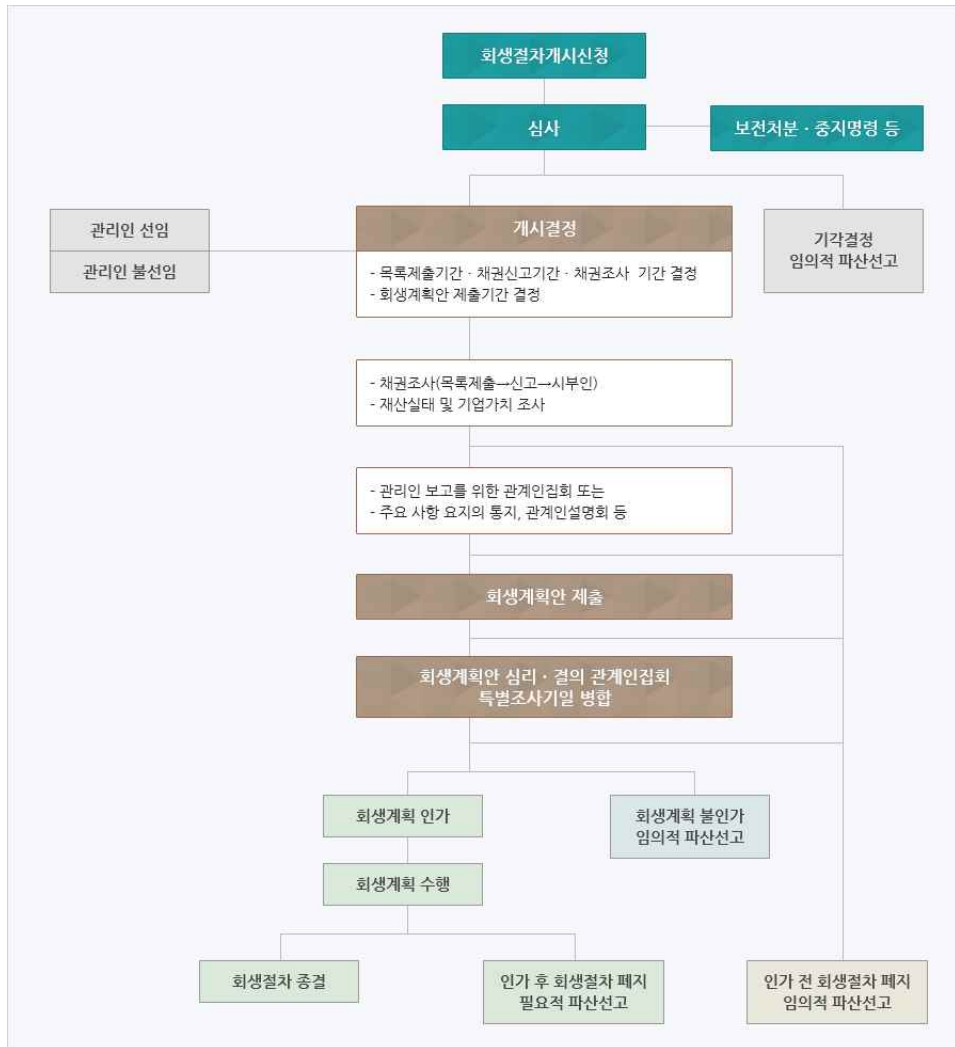 회생절차개시신청
심사
보전처분 · 중지명령 등
관리인 선임
관리인 불선임
개시결정
- 목록제출기간 · 채권신고기간 · 채권조사 기간 결정
- 회생계획안 제출기간 결정
기각결정
임의적 파산선고
- 채권조사(목록제출→신고→시부인)
- 재산실태 및 기업가치 조사
- 관리인 보고를 위한 관계인집회 또는
- 주요 사항 요지의 통지, 관계인설명회 등
회생계획안 제출
회생계획안 심리 · 결의 관계인집회
특별조사기일 병합
회생계획 인가
회생계획 불인가
임의적 파산선고
회생계획 수행
회생절차 종결
인가 후 회생절차 폐지
필요적 파산선고
인가 전 회생절차 폐지
임의적 파산선고